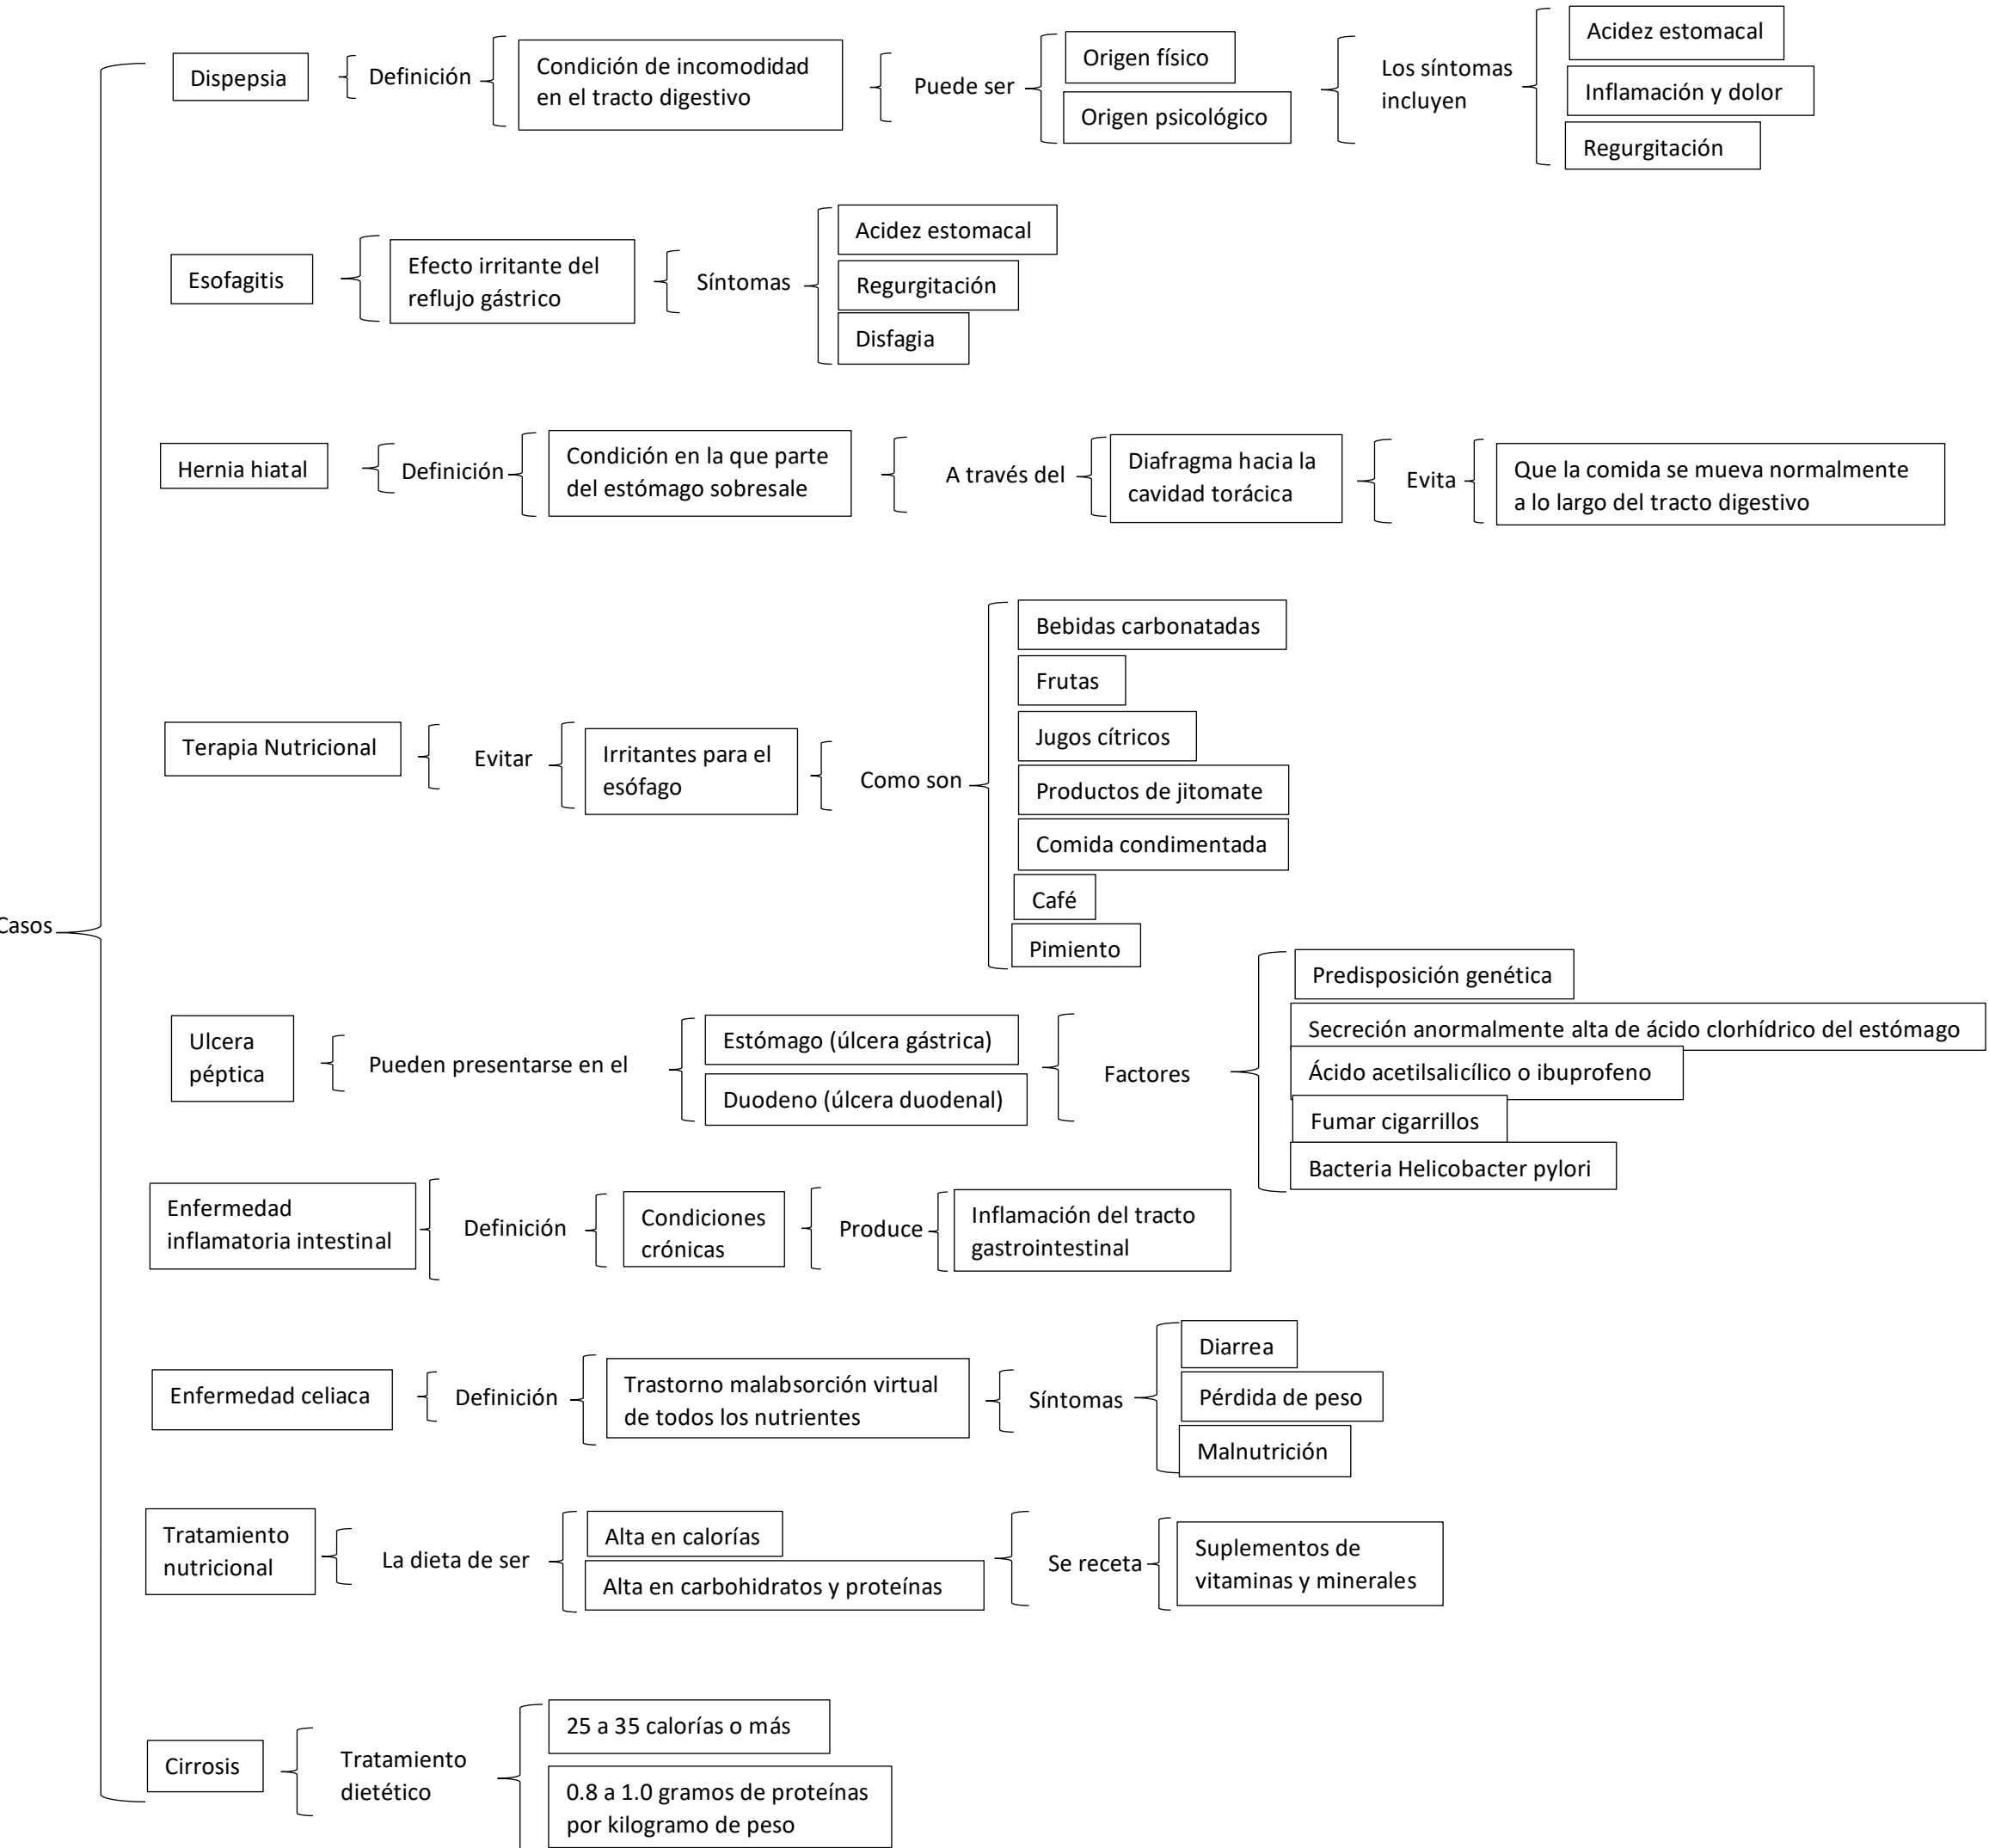 Casos
Dispepsia
Definición
Condición de incomodidad
en el tracto digestivo
Puede ser
Origen físico
Origen psicológico
Los síntomas
incluyen
Acidez estomacal
Inflamación y dolor
Regurgitación
Esofagitis
Efecto irritante del
reflujo gástrico
Síntomas
Acidez estomacal
Regurgitación
Disfagia
Hernia hiatal
Definición
Condición en la que parte
del estómago sobresale
A través del
Diafragma hacia la
cavidad torácica
Evita
Que la comida se mueva normalmente
a lo largo del tracto digestivo
Terapia Nutricional
Evitar
Irritantes para el
esófago
Como son
Bebidas carbonatadas
Frutas
Jugos cítricos
Productos de jitomate
Comida condimentada
Café
Pimiento
Ulcera
péptica
Pueden presentarse en el
Estómago (úlcera gástrica)
Duodeno (úlcera duodenal)
Factores
Predisposición genética
Secreción anormalmente alta de ácido clorhídrico del estómago
Ácido acetilsalicílico o ibuprofeno
Fumar cigarrillos
Bacteria Helicobacter pylori
Enfermedad
inflamatoria intestinal
Definición
Condiciones
crónicas
Produce
Inflamación del tracto
gastrointestinal
Enfermedad celiaca
Definición
Trastorno malabsorción virtual
de todos los nutrientes
Síntomas
Diarrea
Pérdida de peso
Malnutrición
Tratamiento
nutricional
La dieta de ser
Alta en calorías
Alta en carbohidratos y proteínas
Se receta
Suplementos de
vitaminas y minerales
Cirrosis
Tratamiento
dietético
25 a 35 calorías o más
0.8 a 1.0 gramos de proteínas
por kilogramo de peso